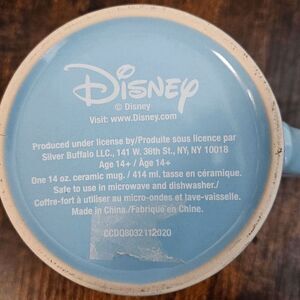 Disney
© Disney
Visit: www.Disney.com
Produced under license by/Produite sous licence par
Silver Buffalo LLC., 141 W. 36th St., NY, NY 10018
Age 14+ / Âge 14+
One 14 oz. ceramic mug. / 414 ml. tasse en céramique.
Safe to use in microwave and dishwasher./
Coffre-fort à utiliser au micro-ondes et lave-vaisselle.
Made in China./Fabriqué en Chine.